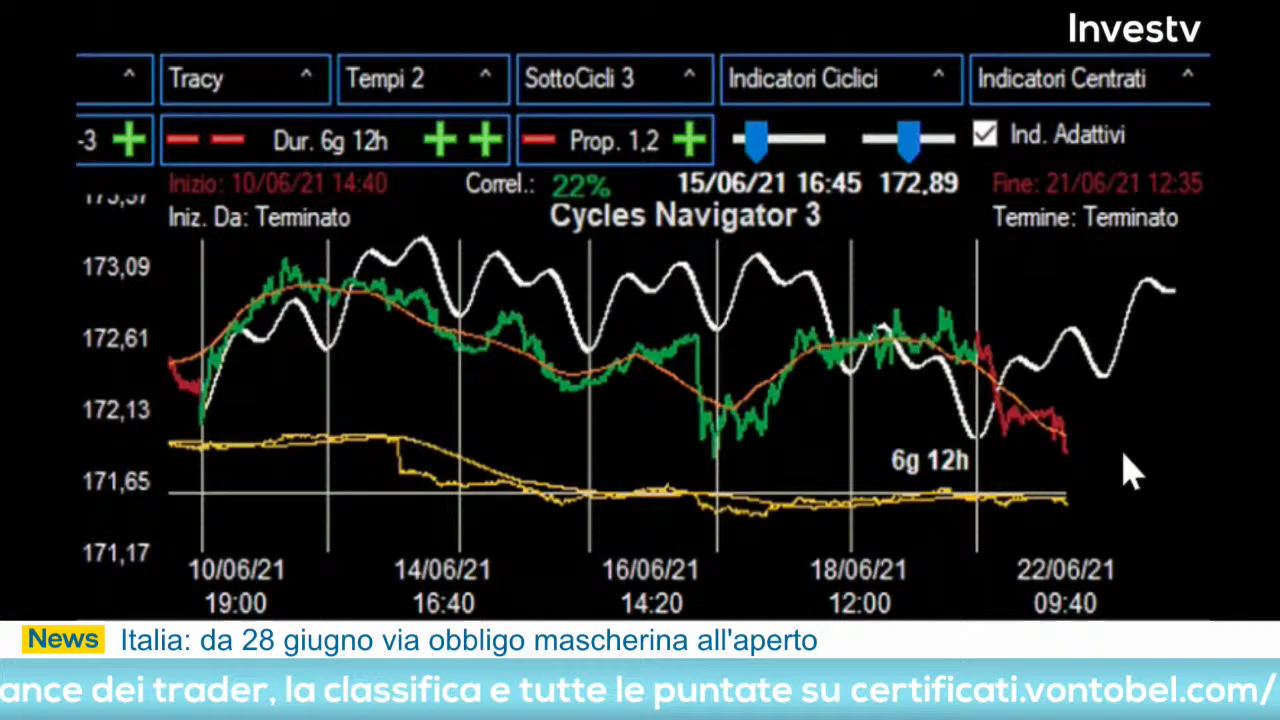 Investv
Tracy ^ Tempi 2 ^ SottoCicli 3 ^ Indicatori Ciclici ^ Indicatori Centrati ^
-3 Dur. 6g 12h Prop. 1,2 Ind. Adattivi
Inizio: 10/06/21 14:40 Correl.: 22% 15/06/21 16:45 172,89 Fine: 21/06/21 12:35
Iniz. Da: Terminato Cycles Navigator 3 Termine: Terminato
173,09
172,61
172,13
6g 12h
171,65
171,17
10/06/21 14/06/21 16/06/21 18/06/21 22/06/21
19:00 16:40 14:20 12:00 09:40
News Italia: da 28 giugno via obbligo mascherina all'aperto
ance dei trader, la classifica e tutte le puntate su certificati.vontobel.com/